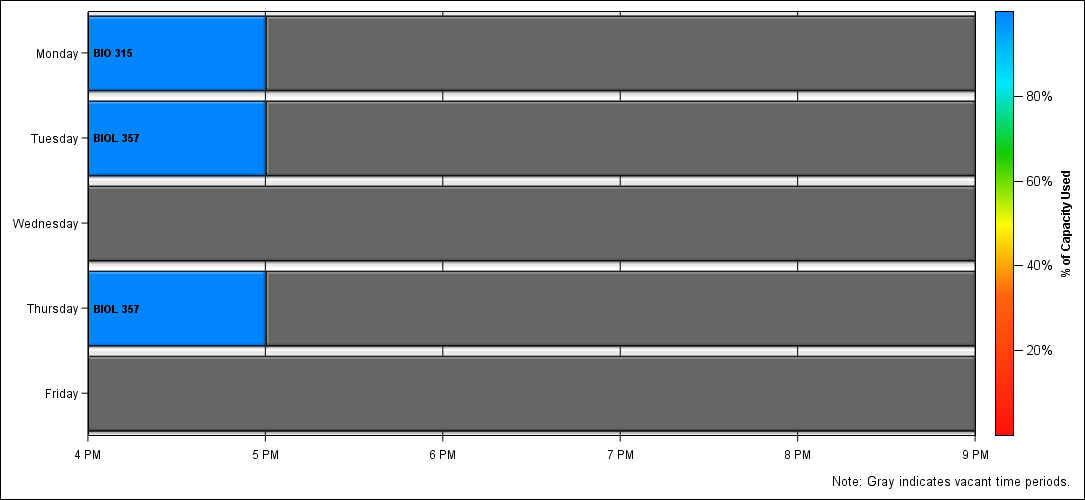 Monday
BIO 315
Tuesday
BIOL 357
Wednesday
Thursday
BIOL 357
Friday
4 PM 5 PM 6 PM 7 PM 8 PM 9 PM
80%
60%
40%
20%
% of Capacity Used
Note: Gray indicates vacant time periods.